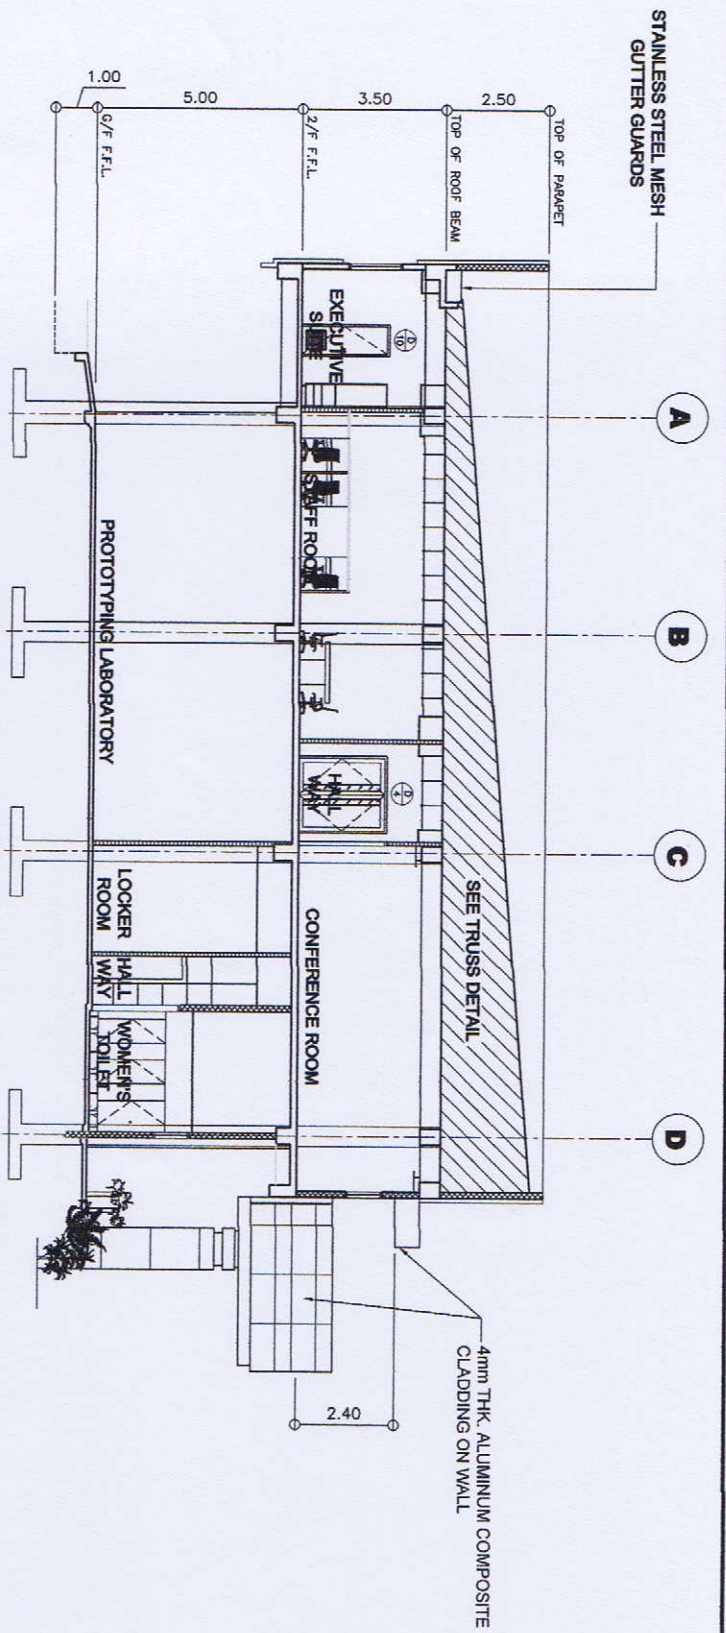 STAINLESS STEEL MESH
GUTTER GUARDS
TOP OF PARAPET
2.50
TOP OF ROOF BEAM
3.50
2/F F.F.L.
5.00
G/F F.F.L.
1.00
A
B
C
D
SEE TRUSS DETAIL
EXECUTIVE
SUITE
D
10
STAFF ROOM
HALL
WAY
D
4
CONFERENCE ROOM
PROTOTYPING LABORATORY
LOCKER
ROOM
HALL
WAY
WOMEN'S
TOILET
2.40
4mm THK. ALUMINUM COMPOSITE
CLADDING ON WALL